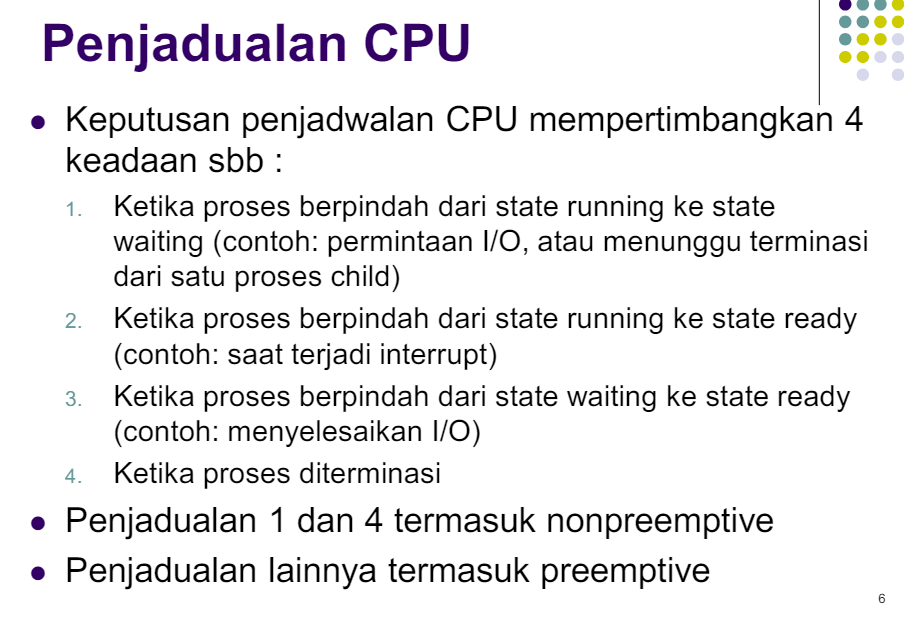 Penjadualan CPU
● Keputusan penjadwalan CPU mempertimbangkan 4
keadaan sbb :
1. Ketika proses berpindah dari state running ke state
waiting (contoh: permintaan I/O, atau menunggu terminasi
dari satu proses child)
2. Ketika proses berpindah dari state running ke state ready
(contoh: saat terjadi interrupt)
3. Ketika proses berpindah dari state waiting ke state ready
(contoh: menyelesaikan I/O)
4. Ketika proses diterminasi
● Penjadualan 1 dan 4 termasuk nonpreemptive
● Penjadualan lainnya termasuk preemptive
6